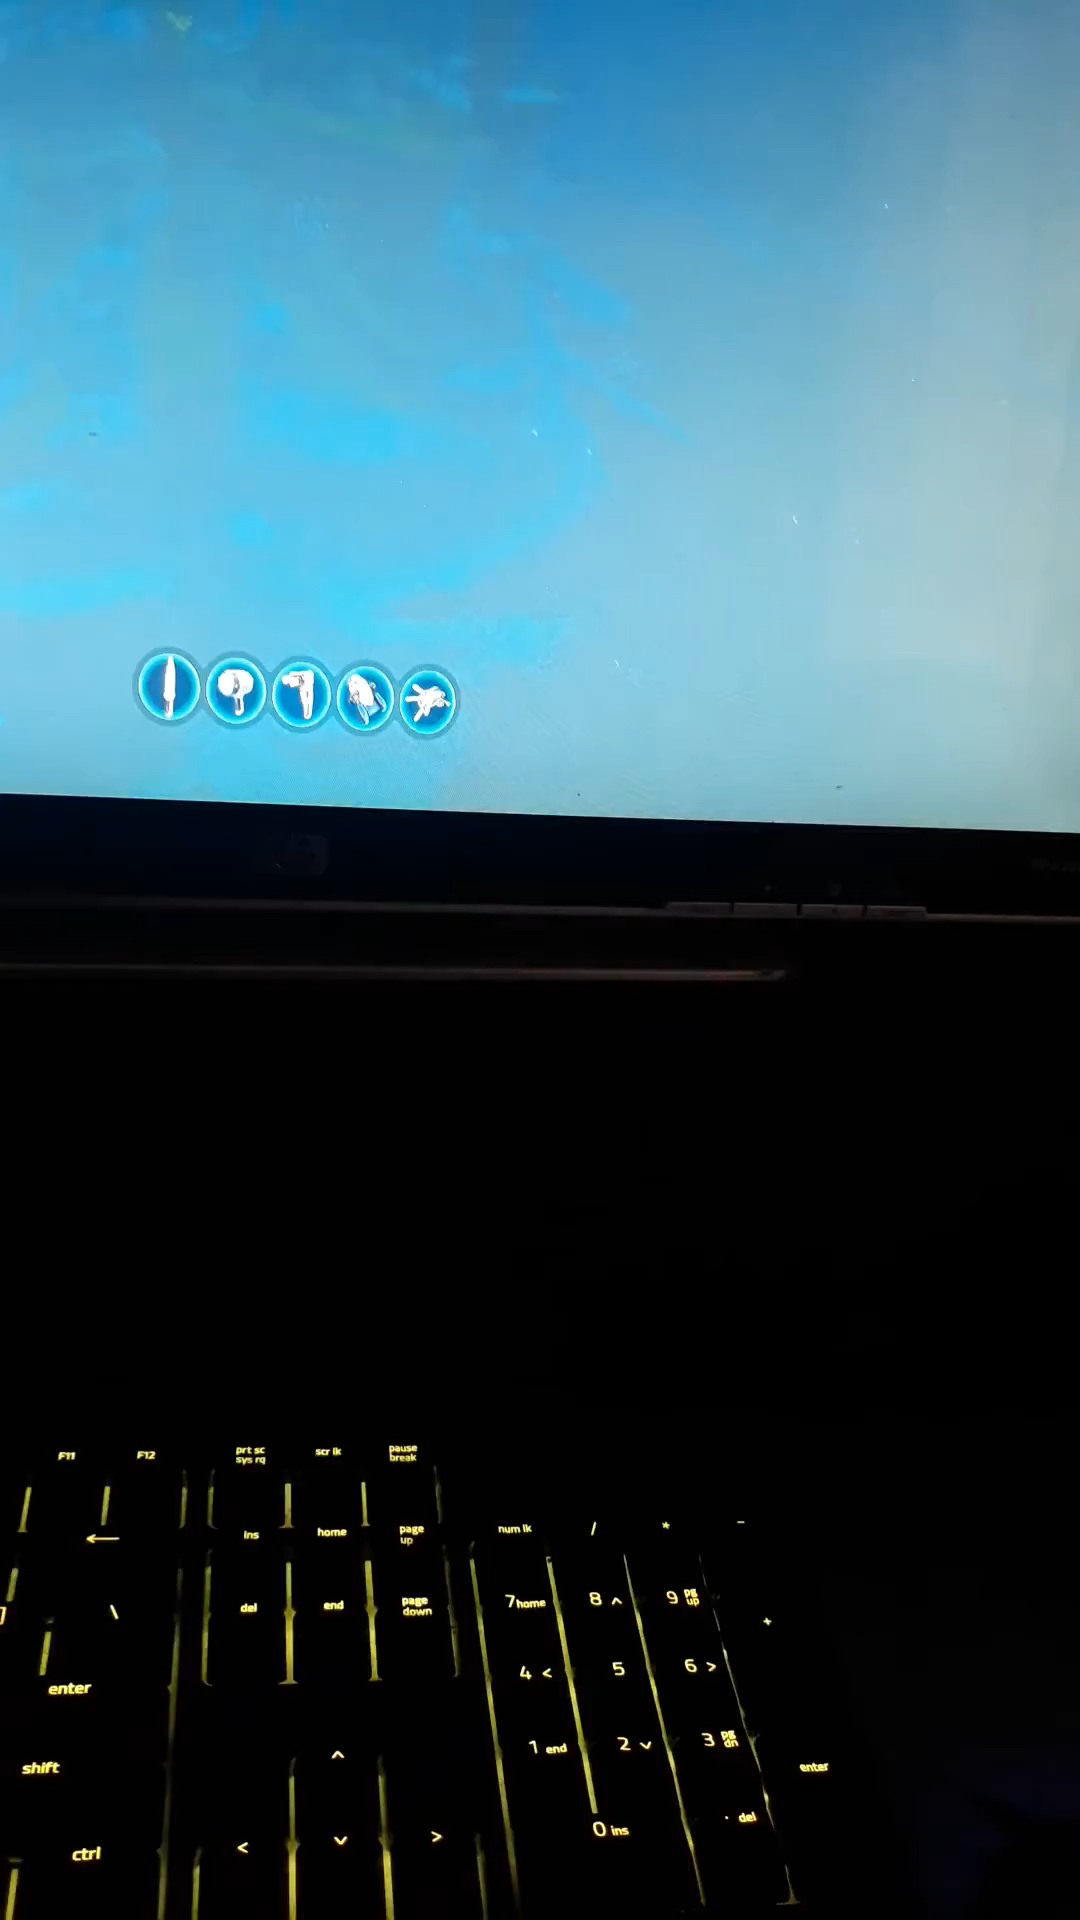 F11 F12 prt sc sys rq scr lk pause break
← ins home page up num lk / * -
] \ del end page down 7 home 8 ^ 9 pg up +
enter 4 < 5 6 >
shift ^ 1 end 2 v 3 pg dn enter
ctrl < v > 0 ins . del